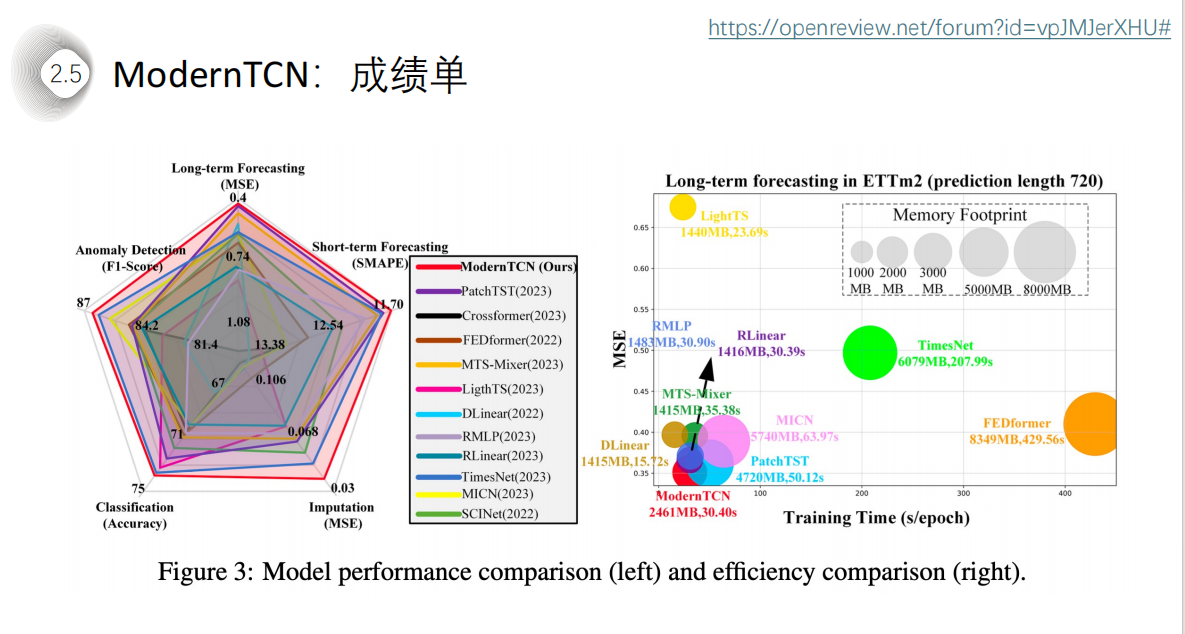 https://openreview.net/forum?id=vpJMJerXHU#
2.5
ModernTCN：成绩单
Long-term Forecasting
(MSE)
0.4
Anomaly Detection
(F1-Score)
Short-term Forecasting
(SMAPE)
87
84.2
81.4
0.74
1.08
11.70
12.54
13.38
0.106
0.068
0.03
67
71
75
Classification
(Accuracy)
Imputation
(MSE)
ModernTCN (Ours)
PatchTST(2023)
Crossformer(2023)
FEDformer(2022)
MTS-Mixer(2023)
LigthTS(2023)
DLinear(2022)
RMLP(2023)
RLinear(2023)
TimesNet(2023)
MICN(2023)
SCINet(2022)
Long-term forecasting in ETTm2 (prediction length 720)
MSE
0.65
0.60
0.55
0.50
0.45
0.40
0.35
Memory Footprint
1000
MB
2000
MB
3000
MB
5000MB
8000MB
LightTS
1440MB,23.69s
RMLP
1483MB,30.90s
RLinear
1416MB,30.39s
TimesNet
6079MB,207.99s
MTS-Mixer
1415MB,35.38s
MICN
5740MB,63.97s
FEDformer
8349MB,429.56s
DLinear
1415MB,15.72s
PatchTST
4720MB,50.12s
ModernTCN
2461MB,30.40s
0
100
200
300
400
Training Time (s/epoch)
Figure 3: Model performance comparison (left) and efficiency comparison (right).